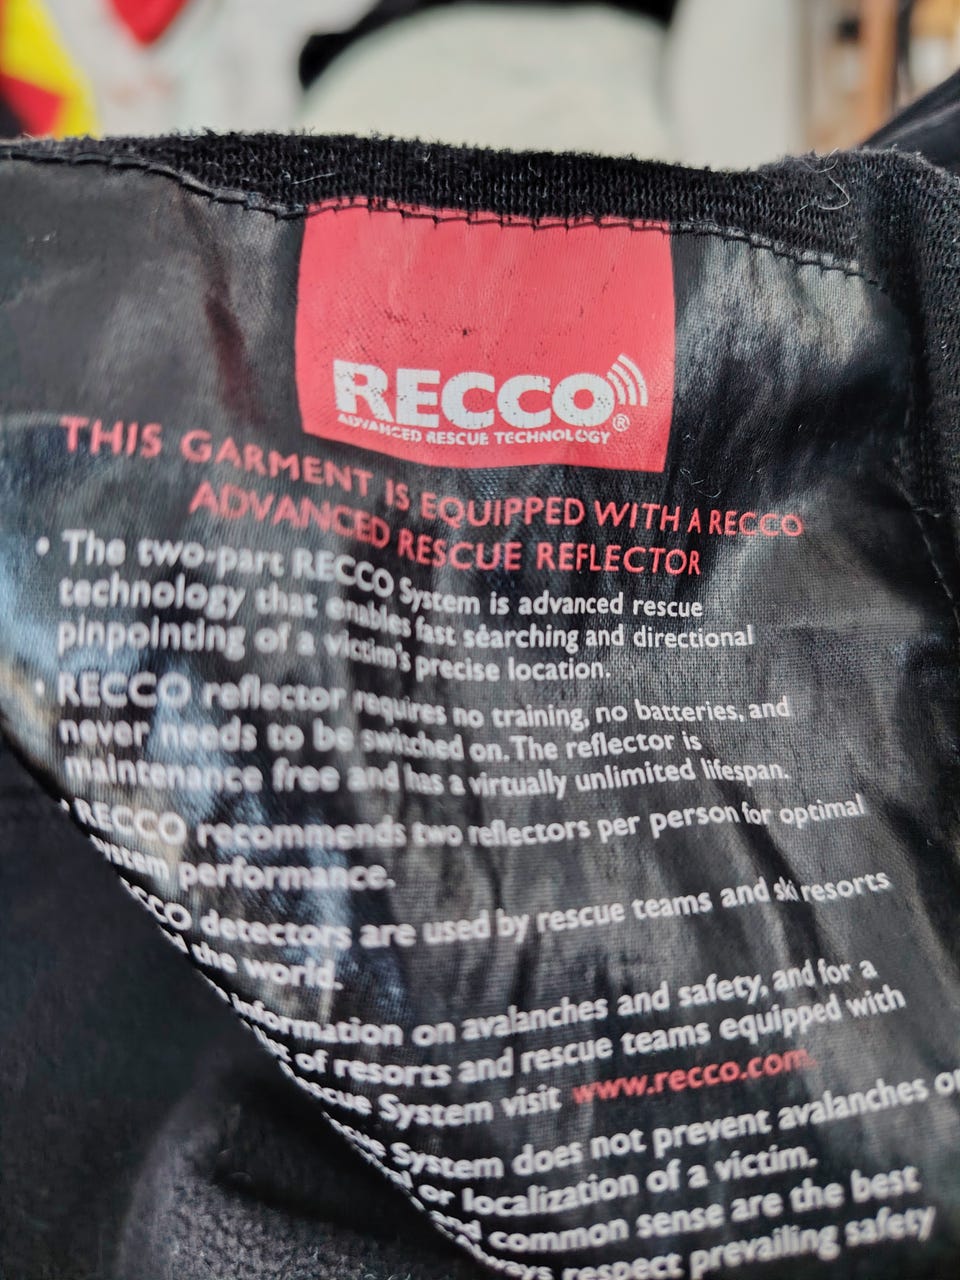 RECCO®
ADVANCED RESCUE TECHNOLOGY
THIS GARMENT IS EQUIPPED WITH A RECCO
ADVANCED RESCUE REFLECTOR
• The two-part RECCO System is advanced rescue
technology that enables fast searching and directional
pinpointing of a victim's precise location.
• RECCO reflector requires no training, no batteries, and
never needs to be switched on. The reflector is
maintenance free and has a virtually unlimited lifespan.
• RECCO recommends two reflectors per person for optimal
system performance.
CCO detectors are used by rescue teams and ski resorts
the world.
information on avalanches and safety, and for a
of resorts and rescue teams equipped with
scue System visit www.recco.com.
System does not prevent avalanches or
or localization of a victim.
and common sense are the best
always respect prevailing safety